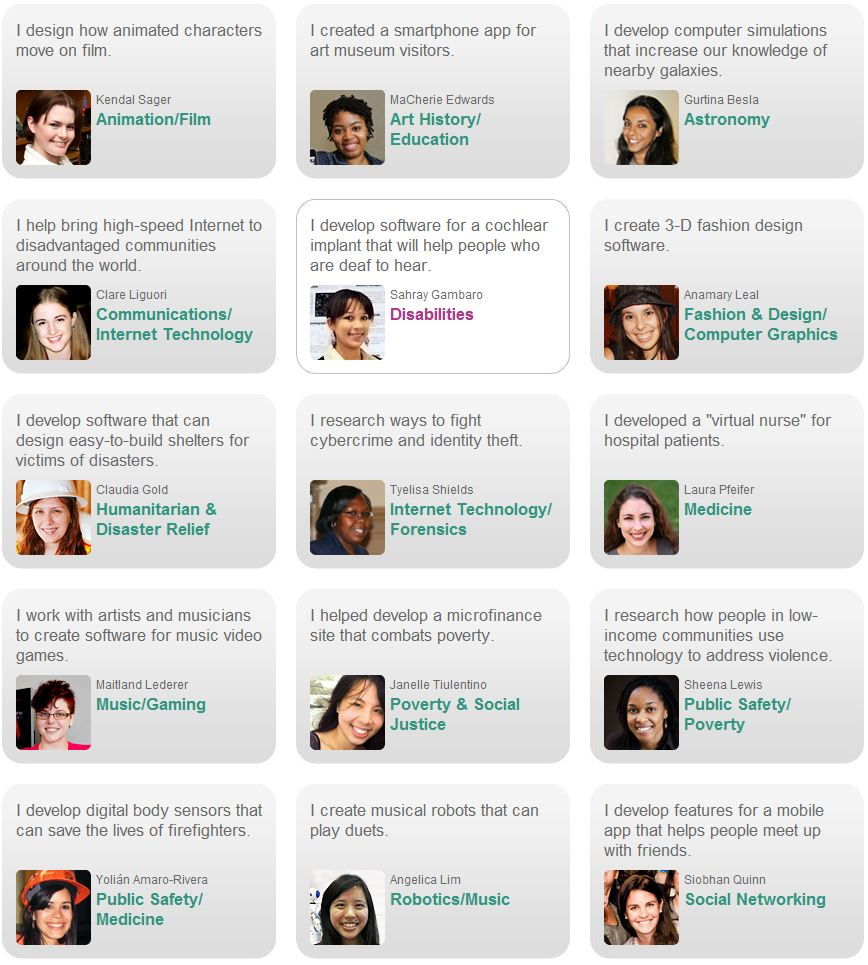 I design how animated characters
move on film.
Kendal Sager
Animation/Film
I created a smartphone app for
art museum visitors.
MaCherie Edwards
Art History/
Education
I develop computer simulations
that increase our knowledge of
nearby galaxies.
Gurtina Besla
Astronomy
I help bring high-speed Internet to
disadvantaged communities
around the world.
Clare Liguori
Communications/
Internet Technology
I develop software for a cochlear
implant that will help people who
are deaf to hear.
Sahray Gambaro
Disabilities
I create 3-D fashion design
software.
Anamary Leal
Fashion & Design/
Computer Graphics
I develop software that can
design easy-to-build shelters for
victims of disasters.
Claudia Gold
Humanitarian &
Disaster Relief
I research ways to fight
cybercrime and identity theft.
Tyelisa Shields
Internet Technology/
Forensics
I developed a "virtual nurse" for
hospital patients.
Laura Pfeifer
Medicine
I work with artists and musicians
to create software for music video
games.
Maitland Lederer
Music/Gaming
I helped develop a microfinance
site that combats poverty.
Janelle Tiulentino
Poverty & Social
Justice
I research how people in low-
income communities use
technology to address violence.
Sheena Lewis
Public Safety/
Poverty
I develop digital body sensors that
can save the lives of firefighters.
Yolián Amaro-Rivera
Public Safety/
Medicine
I create musical robots that can
play duets.
Angelica Lim
Robotics/Music
I develop features for a mobile
app that helps people meet up
with friends.
Siobhan Quinn
Social Networking